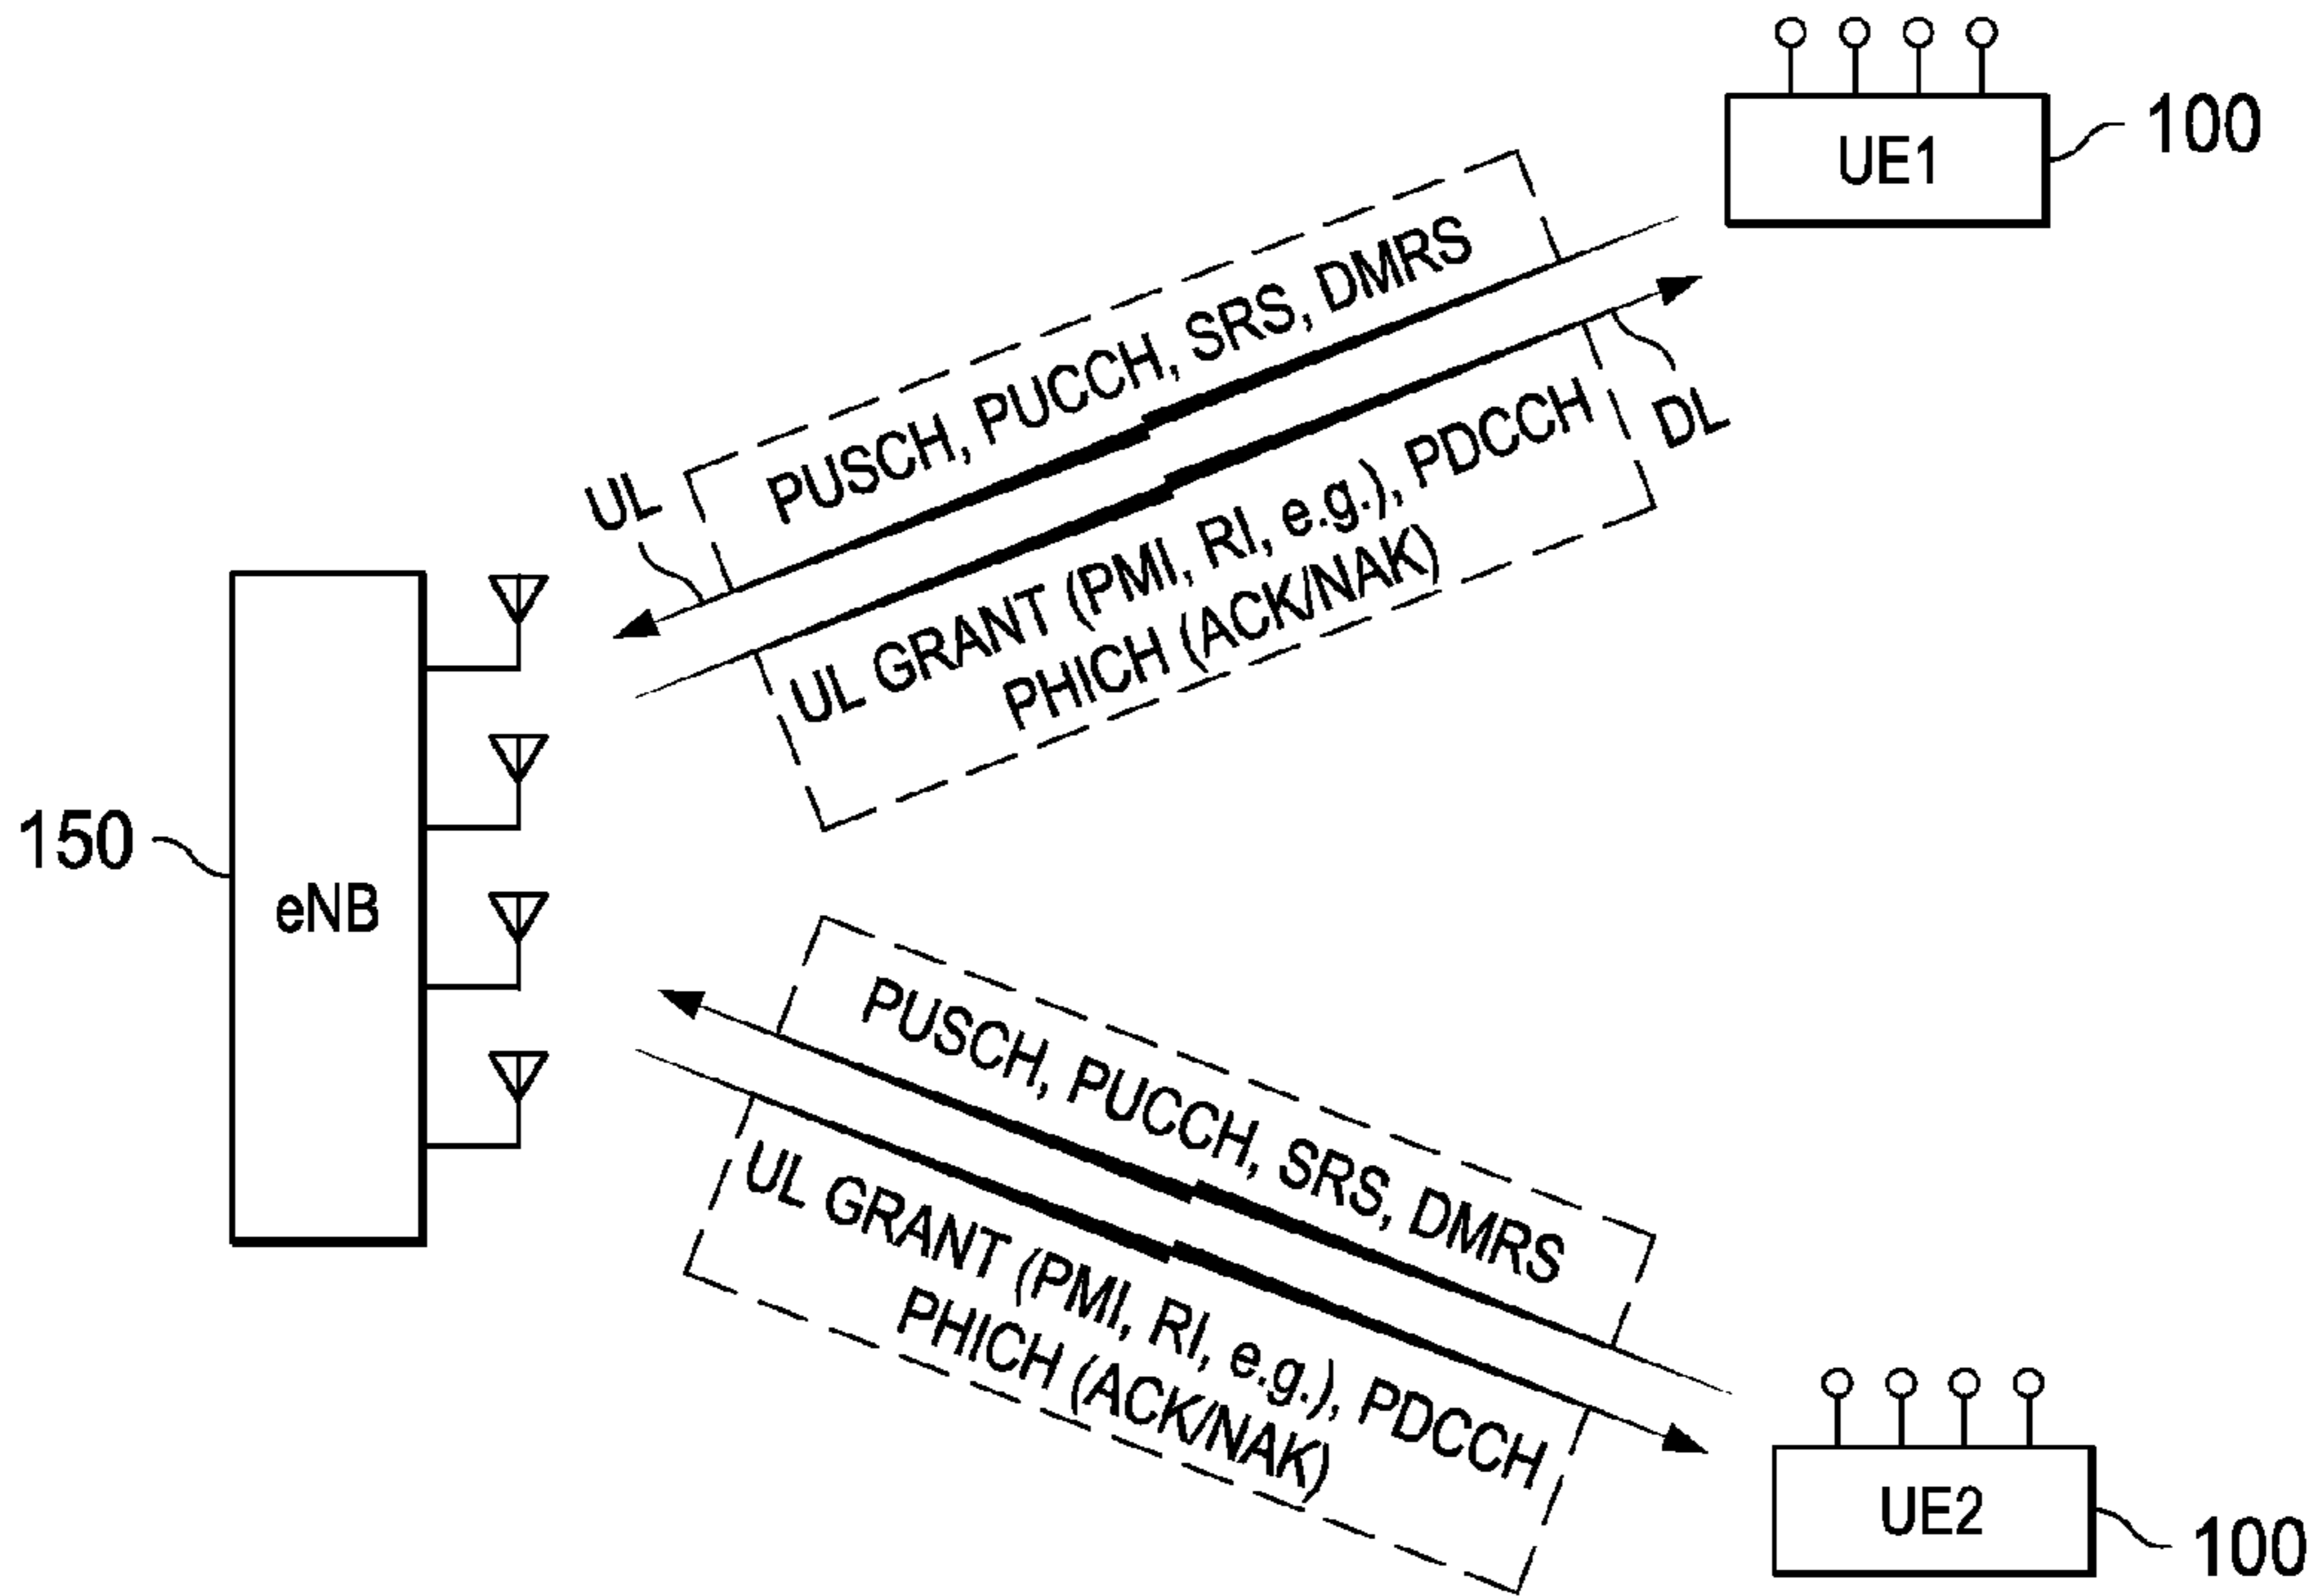 UE1
100
PUSCH, PUCCH, SRS, DMRS
UL
DL
UL GRANT (PMI, RI, e.g.), PDCCH
PHICH (ACK/NAK)
150
eNB
PUSCH, PUCCH, SRS, DMRS
UL GRANT (PMI, RI, e.g.), PDCCH
PHICH (ACK/NAK)
UE2
100